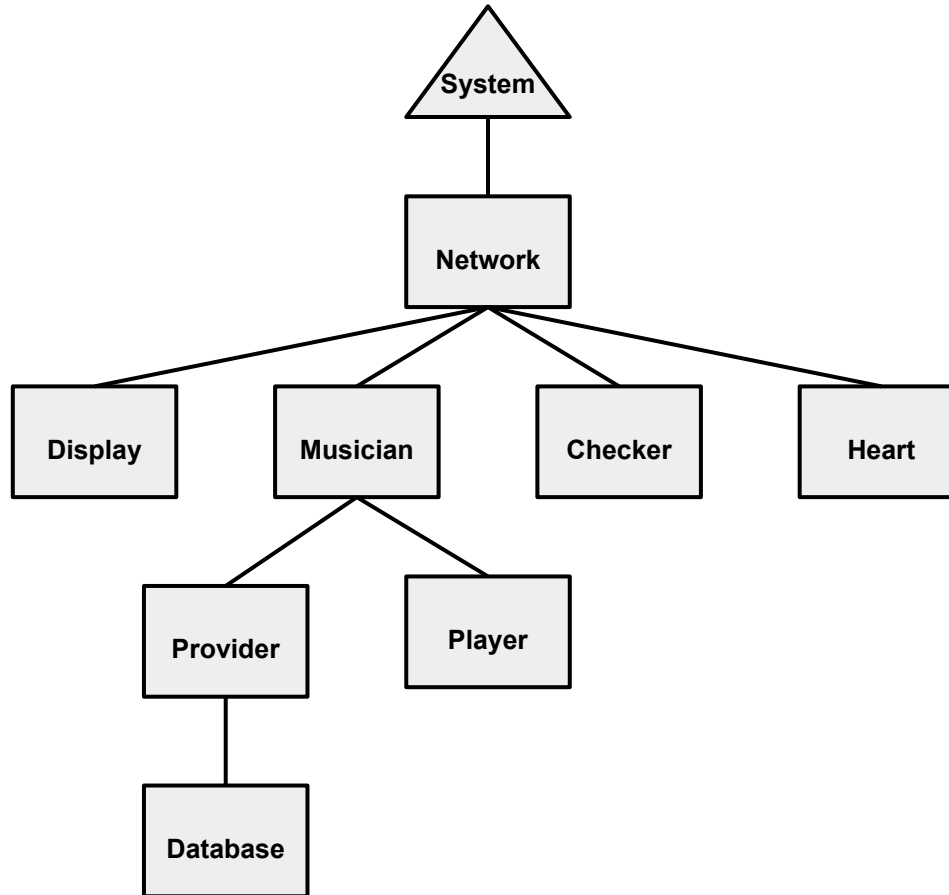 System
Network
Display
Musician
Checker
Heart
Provider
Player
Database